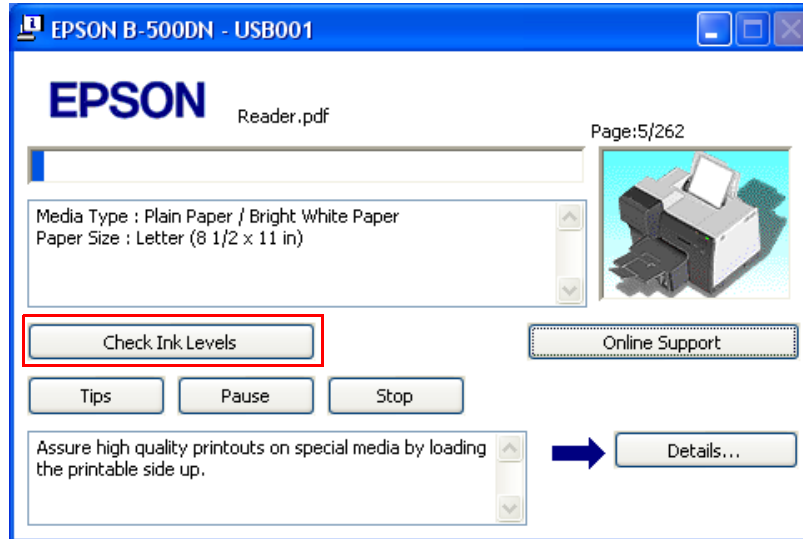 EPSON B-500DN - USB001
EPSON
Reader.pdf
Page:5/262
Media Type : Plain Paper / Bright White Paper
Paper Size : Letter (8 1/2 x 11 in)
Check Ink Levels
Online Support
Tips
Pause
Stop
Assure high quality printouts on special media by loading
the printable side up.
Details...